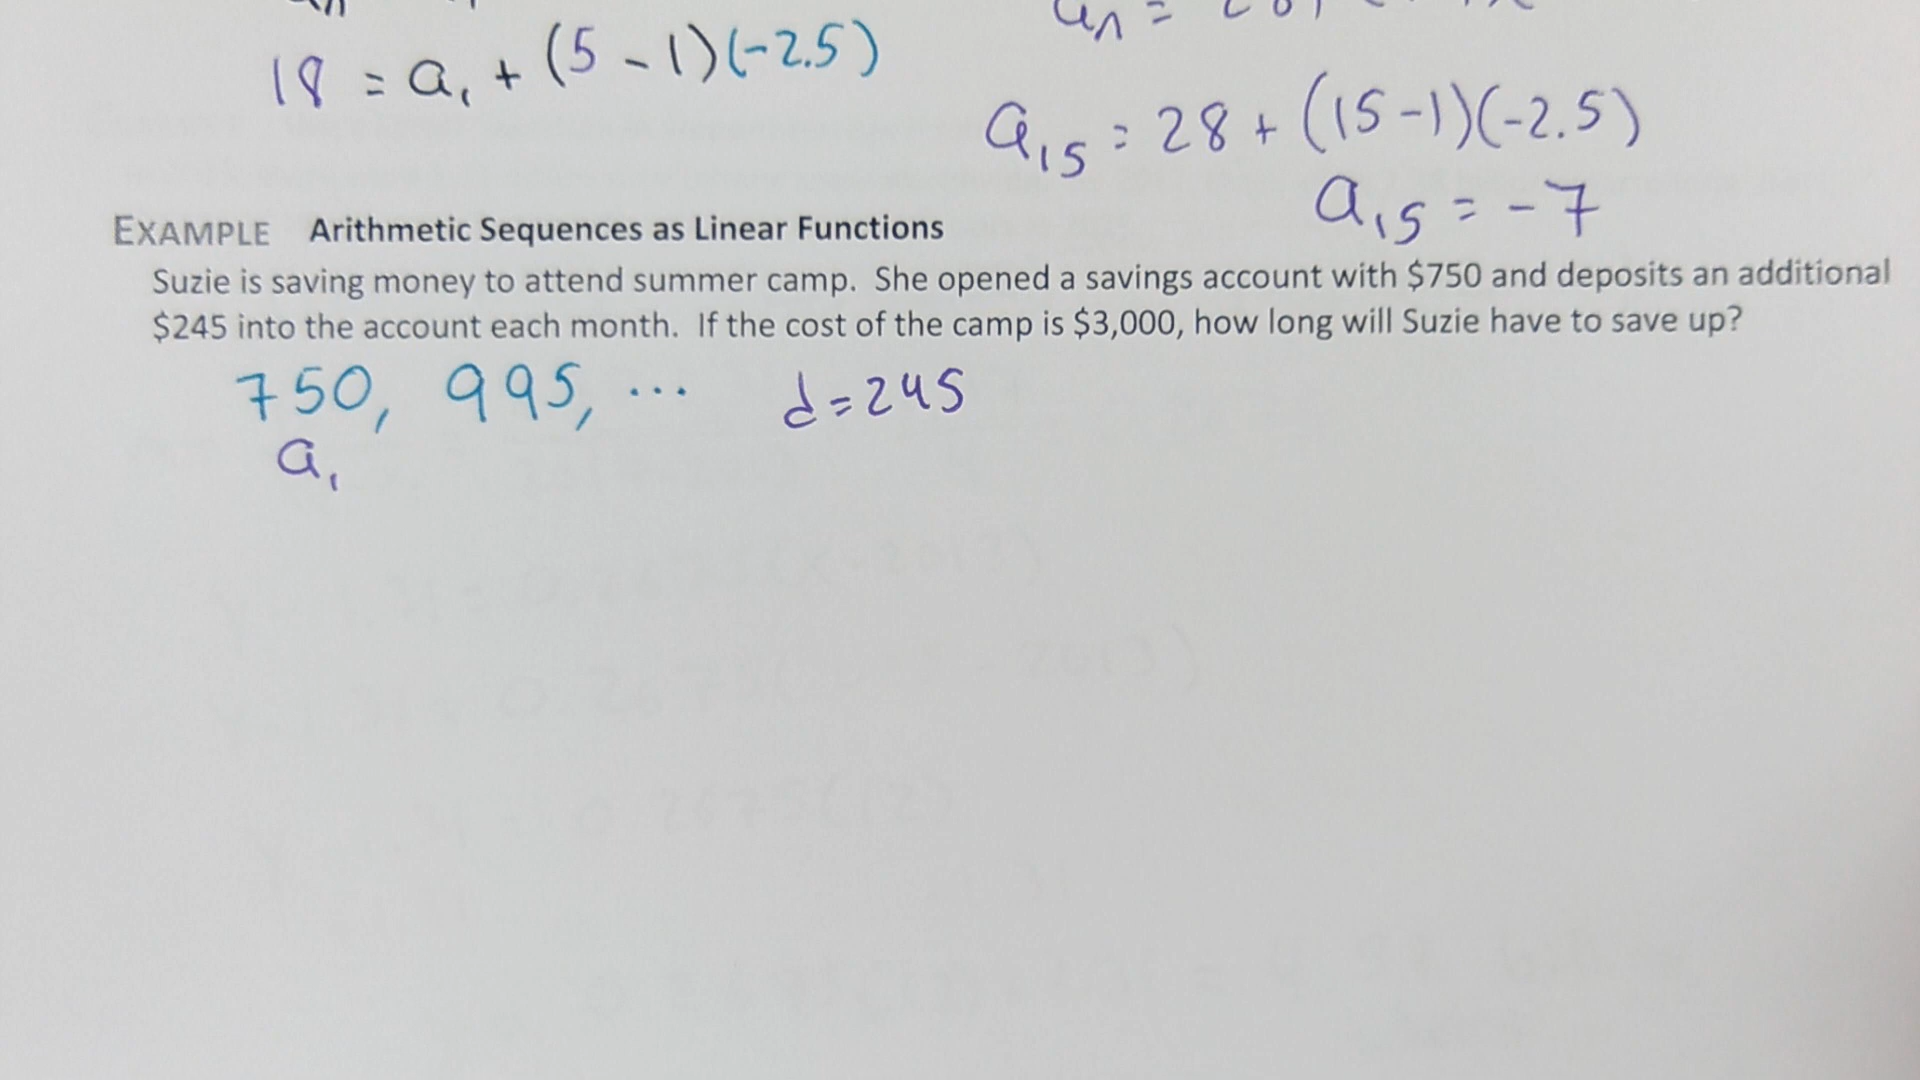 18 = a₁ + (5 - 1)(-2.5)
a₁₅ = 28 + (15-1)(-2.5)
a₁₅ = -7
EXAMPLE Arithmetic Sequences as Linear Functions
Suzie is saving money to attend summer camp. She opened a savings account with $750 and deposits an additional
$245 into the account each month. If the cost of the camp is $3,000, how long will Suzie have to save up?
750, 995, ... d=245
a₁